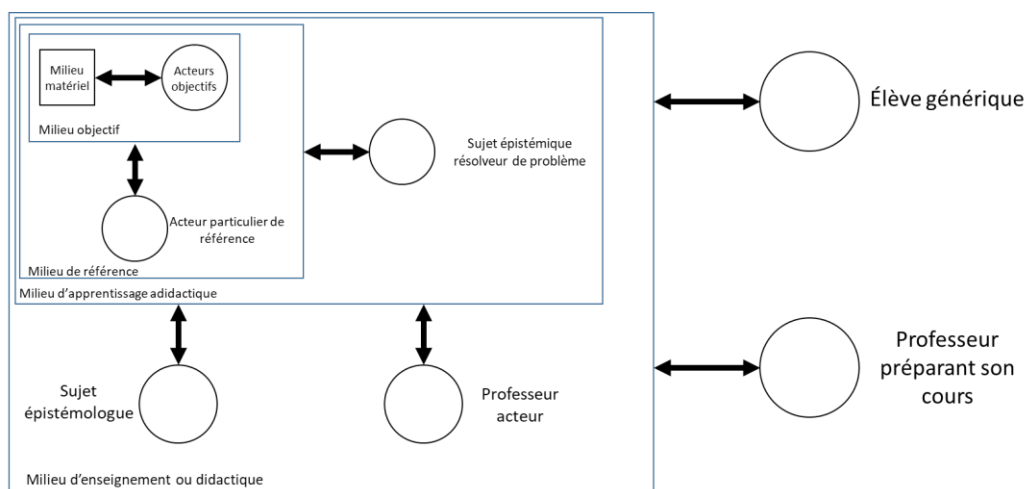 Milieu
matériel
Acteurs
objectifs
Milieu objectif
Acteur particulier de
référence
Milieu de référence
Sujet épistémique
résolveur de problème
Milieu d’apprentissage adidactique
Sujet
épistémologue
Professeur
acteur
Milieu d’enseignement ou didactique
Élève générique
Professeur
préparant son
cours